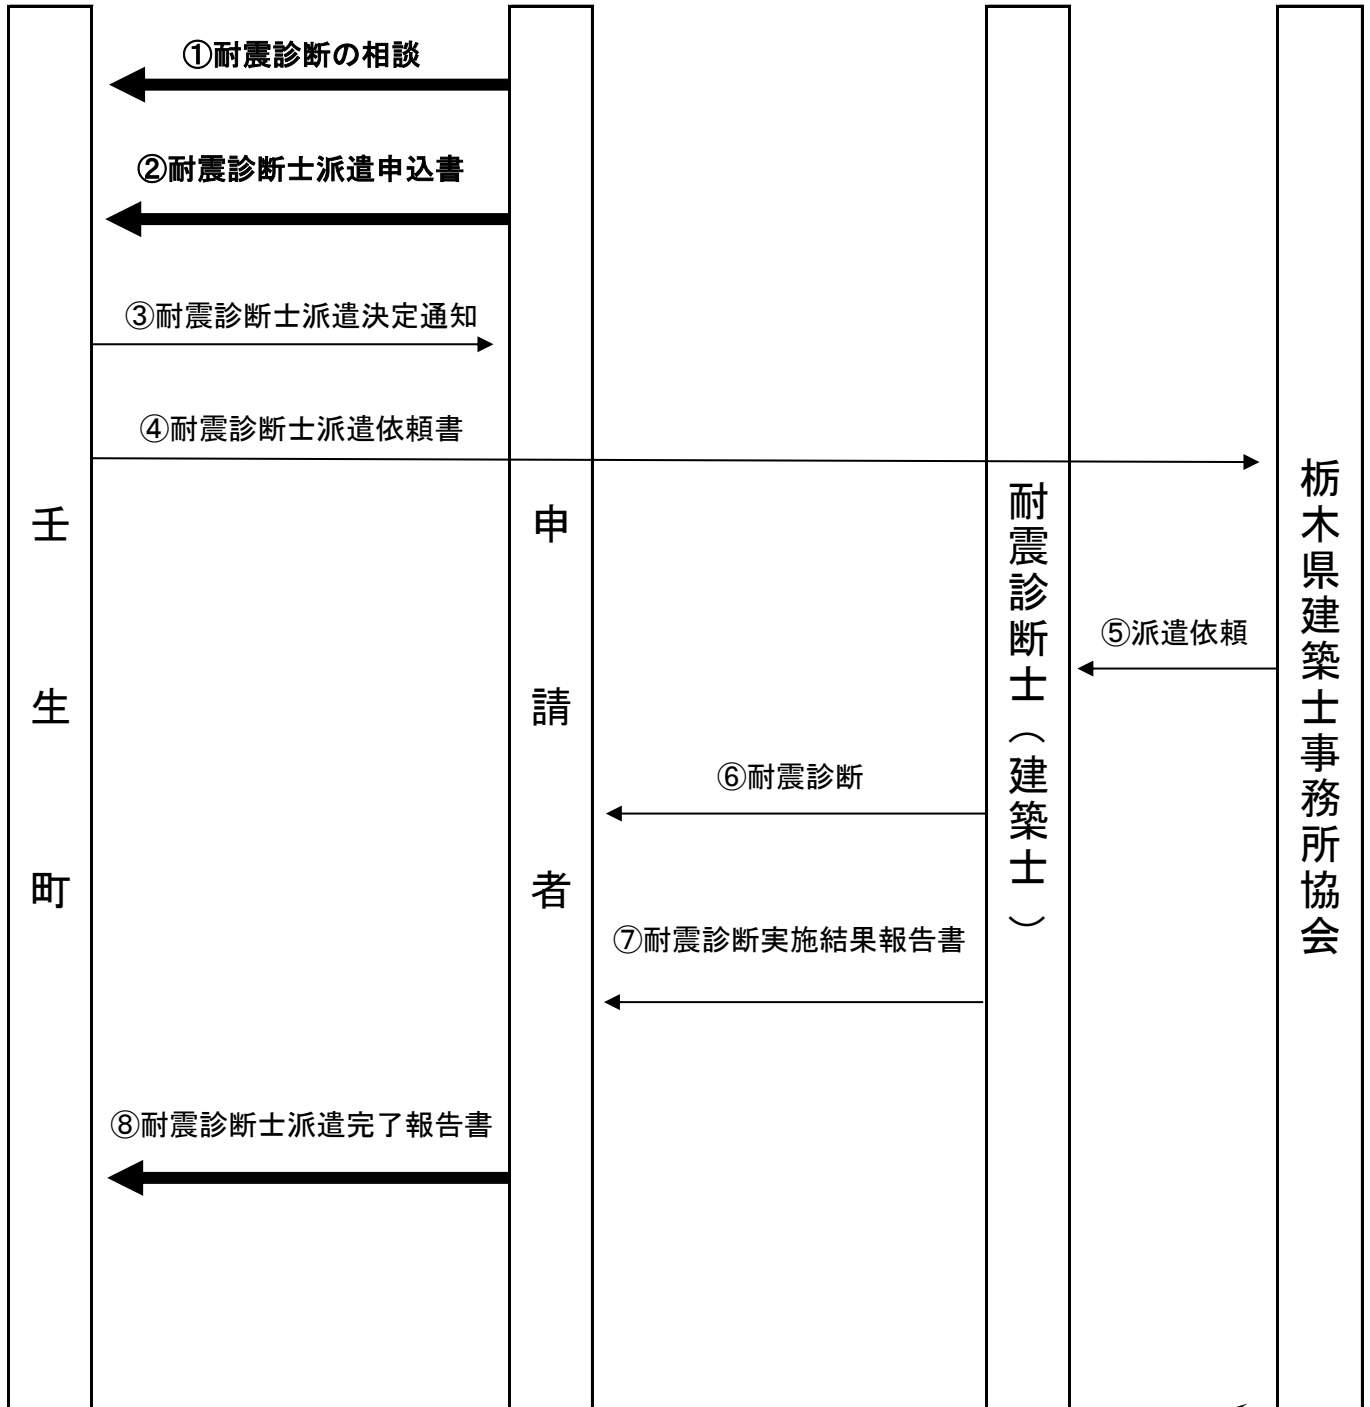 ①耐震診断の相談
②耐震診断士派遣申込書
③耐震診断士派遣決定通知
④耐震診断士派遣依頼書
壬生町
申請者
耐震診断士（建築士）
栃木県建築士事務所協会
⑤派遣依頼
⑥耐震診断
⑦耐震診断実施結果報告書
⑧耐震診断士派遣完了報告書